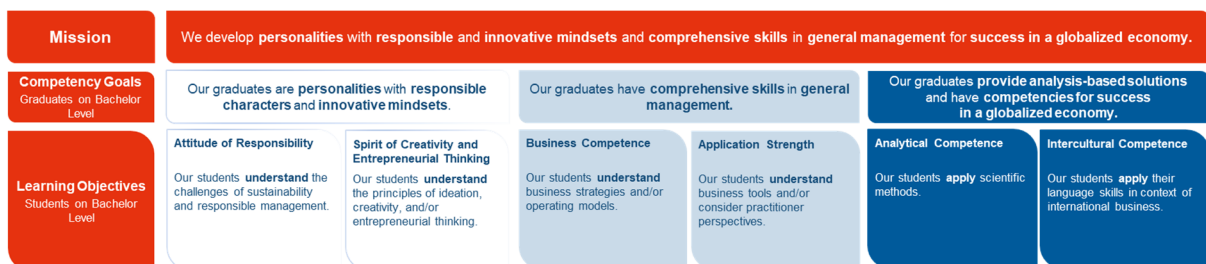 Mission
We develop personalities with responsible and innovative mindsets and comprehensive skills in general management for success in a globalized economy.
Competency Goals
Graduates on Bachelor
Level
Our graduates are personalities with responsible
characters and innovative mindsets.
Our graduates have comprehensive skills in general
management.
Our graduates provide analysis-based solutions
and have competencies for success
in a globalized economy.
Learning Objectives
Students on Bachelor
Level
Attitude of Responsibility
Our students understand the
challenges of sustainability
and responsible management.
Spirit of Creativity and
Entrepreneurial Thinking
Our students understand
the principles of ideation,
creativity, and/or
entrepreneurial thinking.
Business Competence
Our students understand
business strategies and/or
operating models.
Application Strength
Our students understand
business tools and/or
consider practitioner
perspectives.
Analytical Competence
Our students apply scientific
methods.
Intercultural Competence
Our students apply their
language skills in context of
international business.